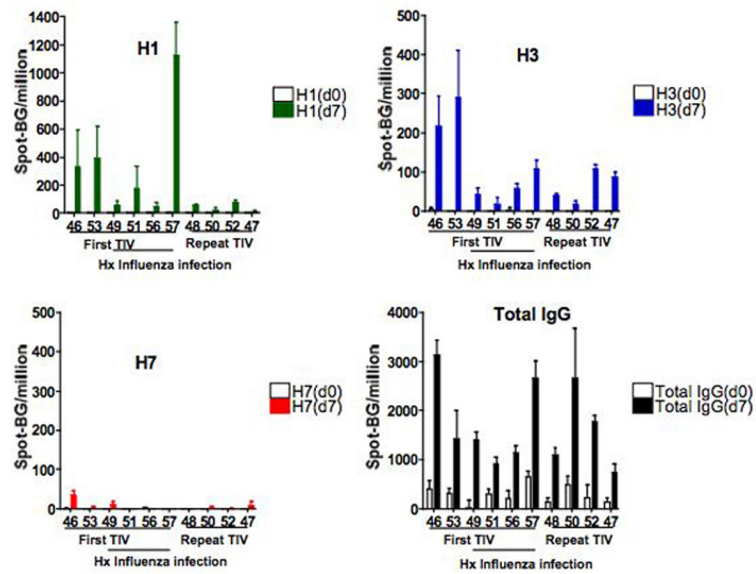 H1
Spot-BG/million
1400
1200
1000
800
600
400
200
0
H1(d0)
H1(d7)
46 53 49 51 56 57 48 50 52 47
First TIV Repeat TIV
Hx Influenza infection
H3
Spot-BG/million
500
400
300
200
100
0
H3(d0)
H3(d7)
46 53 49 51 56 57 48 50 52 47
First TIV Repeat TIV
Hx Influenza infection
H7
Spot-BG/million
500
400
300
200
100
0
H7(d0)
H7(d7)
46 53 49 51 56 57 48 50 52 47
First TIV Repeat TIV
Hx Influenza infection
Total IgG
Spot-BG/million
4000
3000
2000
1000
0
Total IgG(d0)
Total IgG(d7)
46 53 49 51 56 57 48 50 52 47
First TIV Repeat TIV
Hx Influenza infection